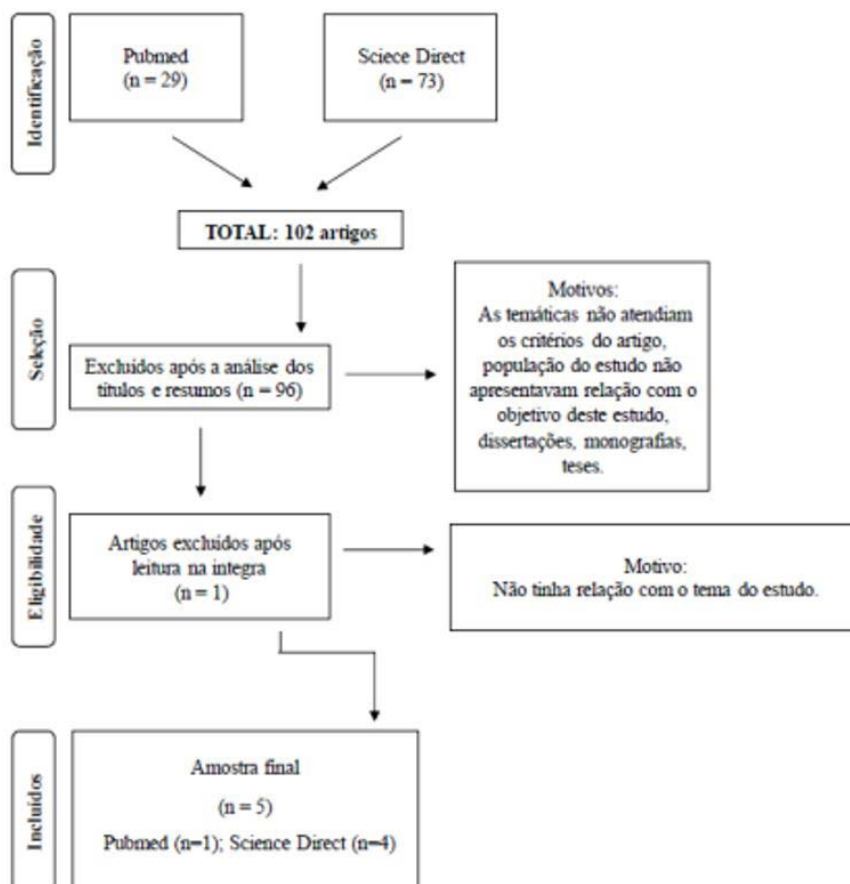 Identificação
Pubmed
(n = 29)
Sciece Direct
(n = 73)
TOTAL: 102 artigos
Seleção
Excluídos após a análise dos
títulos e resumos (n = 96)
Motivos:
As temáticas não atendiam
os critérios do artigo,
população do estudo não
apresentavam relação com o
objetivo deste estudo,
dissertações, monografias,
teses.
Eligibilidade
Artigos excluídos após
leitura na integra
(n = 1)
Motivo:
Não tinha relação com o tema do estudo.
Incluídos
Amostra final
(n = 5)
Pubmed (n=1); Science Direct (n=4)